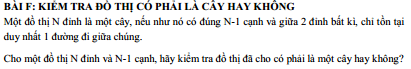 BÀI F: KIỂM TRA ĐỒ THỊ CÓ PHẢI LÀ CÂY HAY KHÔNG
Một đồ thị N đỉnh là một cây, nếu như nó có đúng N-1 cạnh và giữa 2 đỉnh bất kì, chỉ tồn tại
duy nhất 1 đường đi giữa chúng.
Cho một đồ thị N đỉnh và N-1 cạnh, hãy kiểm tra đồ thị đã cho có phải là một cây hay không?